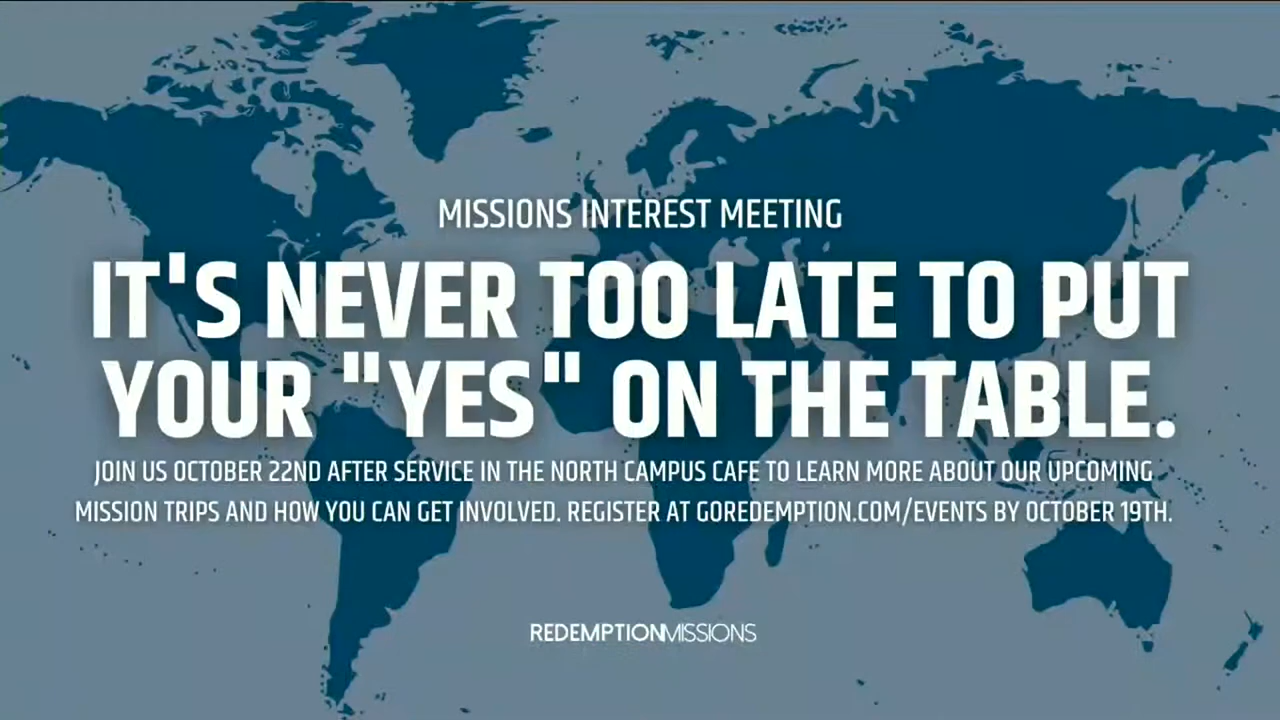 MISSIONS INTEREST MEETING
IT'S NEVER TOO LATE TO PUT
YOUR "YES" ON THE TABLE.
JOIN US OCTOBER 22ND AFTER SERVICE IN THE NORTH CAMPUS CAFE TO LEARN MORE ABOUT OUR UPCOMING
MISSION TRIPS AND HOW YOU CAN GET INVOLVED. REGISTER AT GOREDEMPTION.COM/EVENTS BY OCTOBER 19TH.
REDEMPTIONMISSIONS